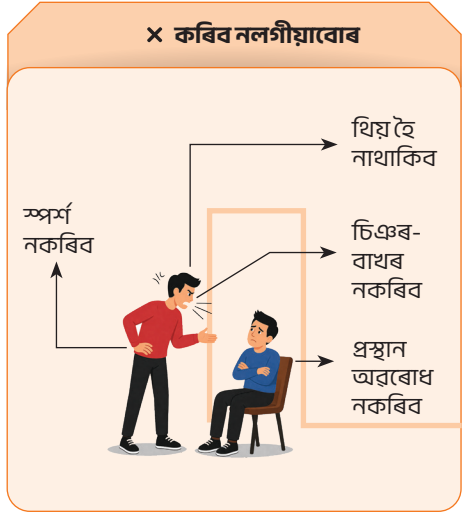 × কৰিব নলগীয়াবোৰ
থিয় হৈ
নাথাকিব
স্পৰ্শ
নকৰিব
চিঞৰ-
বাখৰ
নকৰিব
প্ৰস্থান
অৱৰোধ
নকৰিব